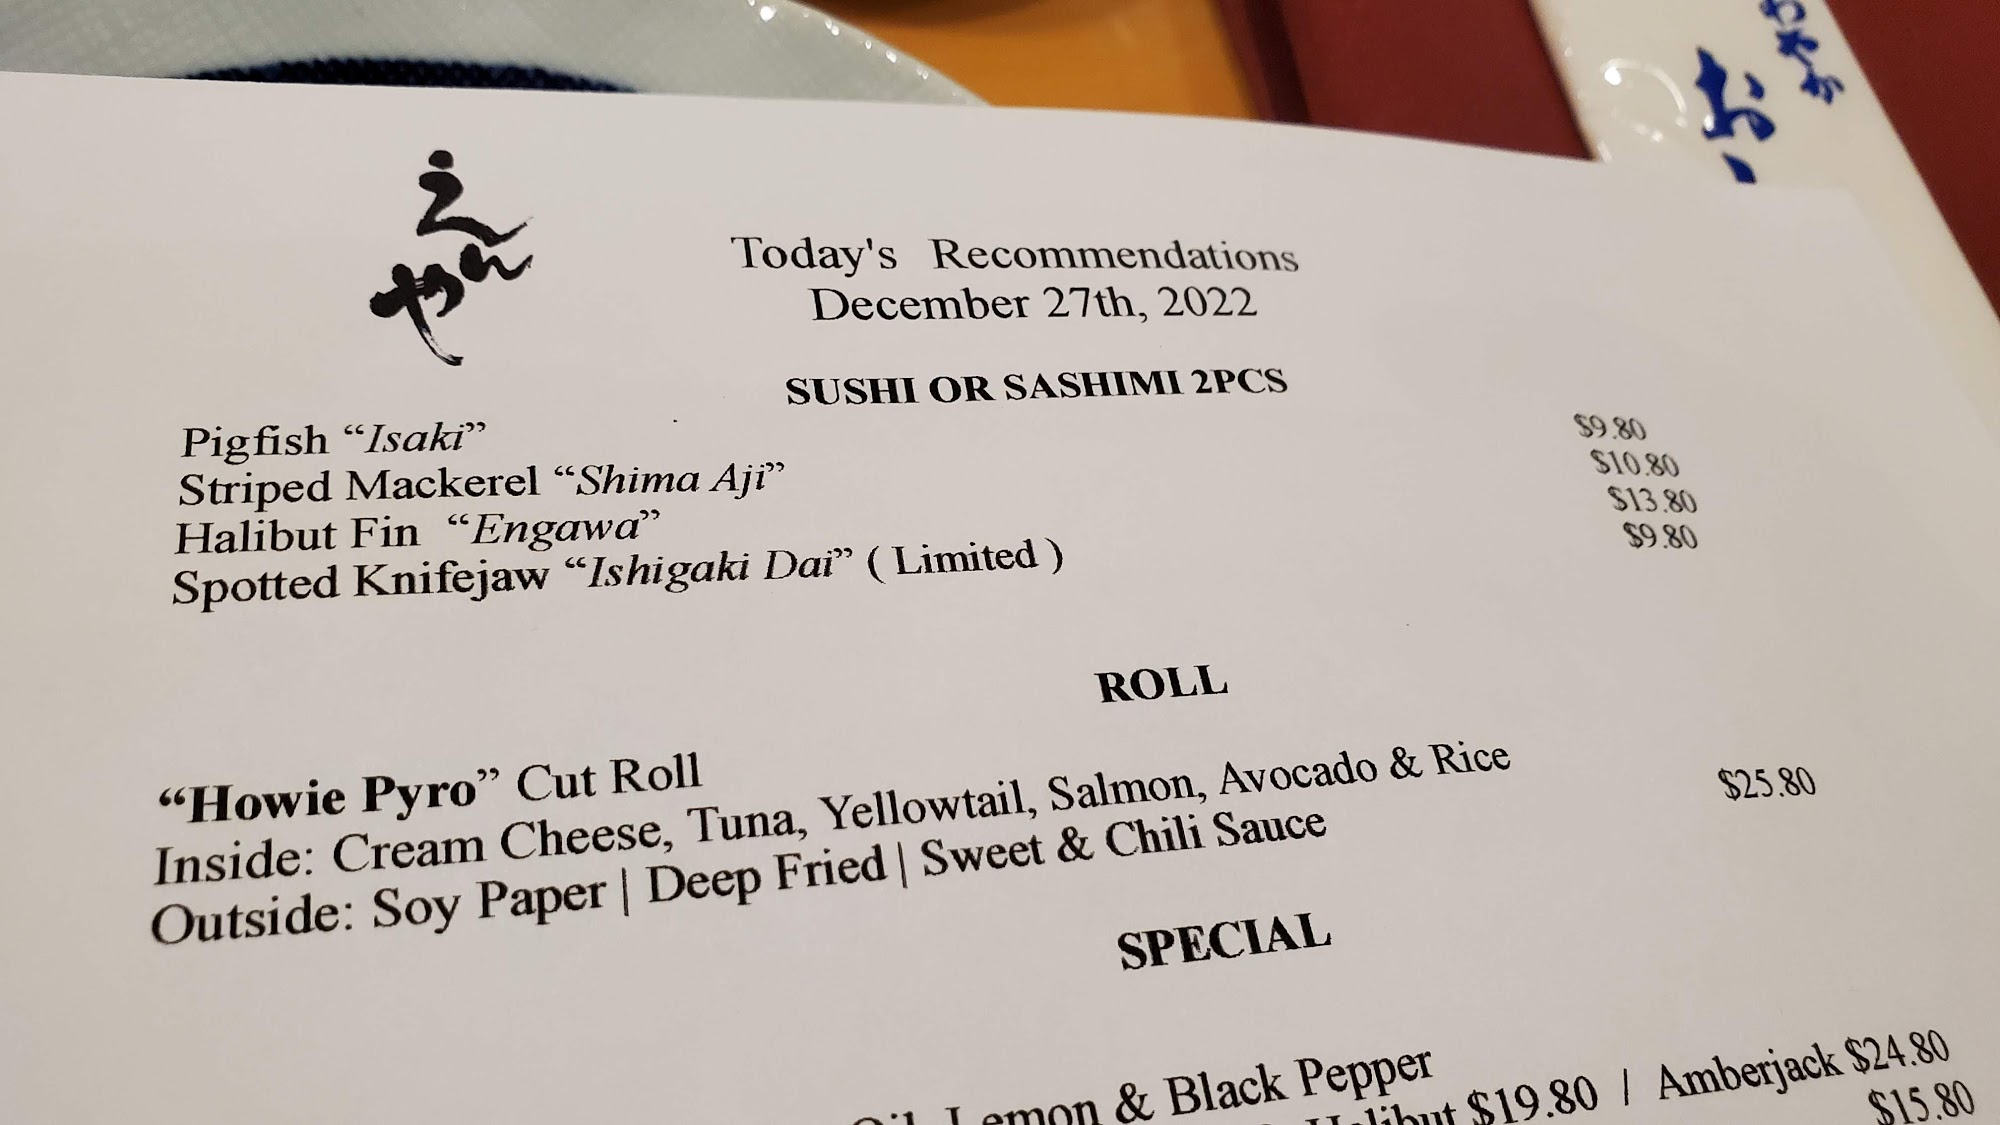 えんや
Today's Recommendations
December 27th, 2022
SUSHI OR SASHIMI 2PCS
Pigfish “Isaki” $9.80
Striped Mackerel “Shima Aji” $10.80
Halibut Fin “Engawa” $13.80
Spotted Knifejaw “Ishigaki Dai” ( Limited ) $9.80
ROLL
“Howie Pyro” Cut Roll
Inside: Cream Cheese, Tuna, Yellowtail, Salmon, Avocado & Rice $25.80
Outside: Soy Paper | Deep Fried | Sweet & Chili Sauce
SPECIAL
Oil, Lemon & Black Pepper
Halibut $19.80 / Amberjack $24.80
$15.80